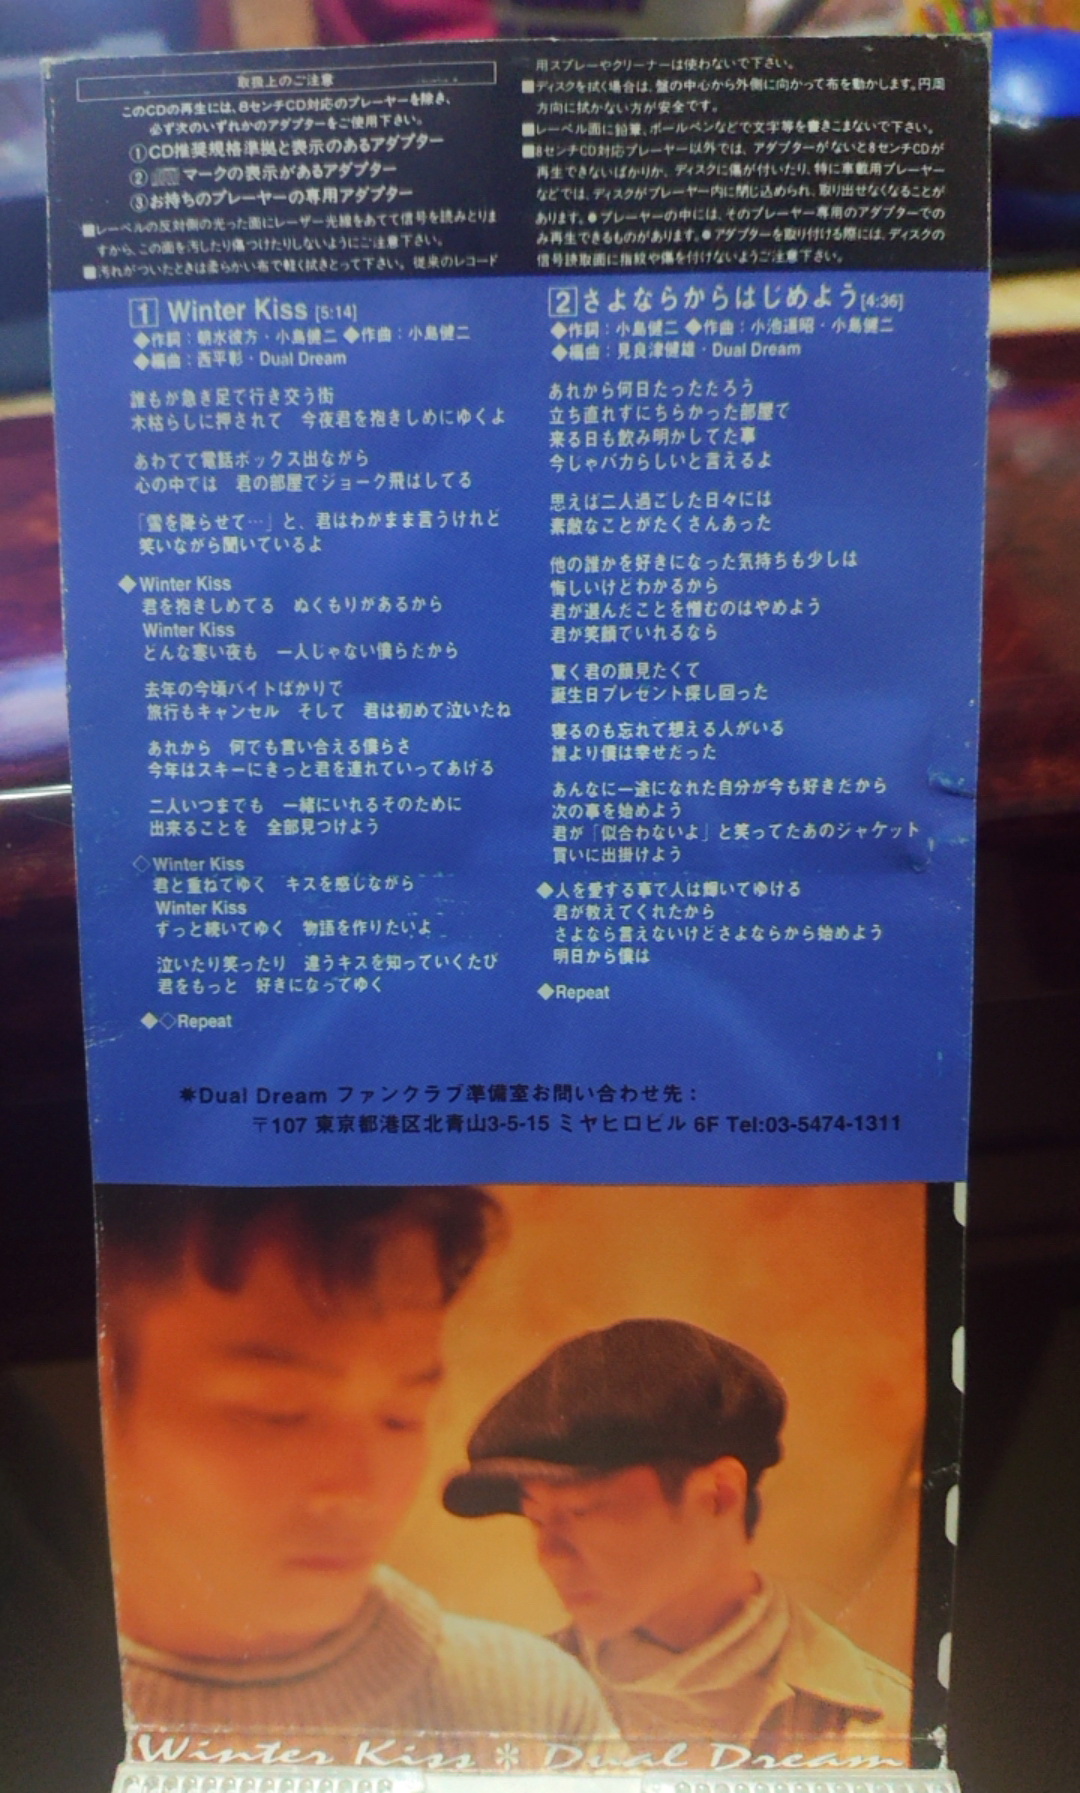 取扱上のご注意
このCDの再生には、8センチCD対応のプレーヤーを除き、
必ず次のいずれかのアダプターをご使用下さい。
①CD推奨規格準拠と表示のあるアダプター
② マークの表示があるアダプター
③お持ちのプレーヤーの専用アダプター
■レーベルの反対側の光った面にレーザー光線をあてて信号を読みとりま
すから、この面を汚したり傷つけたりしないようにご注意下さい。
■汚れがついたときは柔らかい布で軽く拭きとって下さい。従来のレコード
用スプレーやクリーナーは使わないで下さい。
■ディスクを拭く場合は、盤の中心から外側に向かって布を動かします。円周
方向に拭かない方が安全です。
■レーベル面に鉛筆、ボールペンなどで文字等を書きこまないで下さい。
■8センチCD対応プレーヤー以外では、アダプターがないと8センチCDが
再生できないばかりか、ディスクに傷が付いたり、特に車載用プレーヤー
などでは、ディスクがプレーヤー内に閉じ込められ、取り出せなくなることが
あります。●プレーヤーの中には、そのプレーヤー専用のアダプターでの
み再生できるものがあります。●アダプターを取り付ける際には、ディスクの
信号読取面に指紋や傷を付けないようご注意下さい。
1 Winter Kiss [5:14]
◆作詞：朝水彼方・小島健二 ◆作曲：小島健二
◆編曲：西平彰・Dual Dream
誰もが急ぎ足で行き交う街
木枯らしに押されて 今夜君を抱きしめにゆくよ
あわてて電話ボックス出ながら
心の中では 君の部屋でジョーク飛ばしてる
「雪を降らせて…」と、君はわがまま言うけれど
笑いながら聞いているよ
◆Winter Kiss
君を抱きしめてる ぬくもりがあるから
Winter Kiss
どんな寒い夜も 一人じゃない僕らだから
去年の今頃バイトばかりで
旅行もキャンセル そして 君は初めて泣いたね
あれから 何でも言い合える僕らさ
今年はスキーにきっと君を連れていってあげる
二人いつまでも 一緒にいれるそのために
出来ることを 全部見つけよう
◇Winter Kiss
君と重ねてゆく キスを感じながら
Winter Kiss
ずっと続いてゆく 物語を作りたいよ
泣いたり笑ったり 違うキスを知っていくたび
君をもっと 好きになってゆく
◆◇Repeat
2 さよならからはじめよう[4:36]
◆作詞：小島健二 ◆作曲：小池道昭・小島健二
◆編曲：見良津健雄・Dual Dream
あれから何日たったたろう
立ち直れずにちらかった部屋で
来る日も飲み明かしてた事
今じゃバカらしいと言えるよ
思えば二人過ごした日々には
素敵なことがたくさんあった
他の誰かを好きになった気持ちも少しは
悔しいけどわかるから
君が選んだことを憎むのはやめよう
君が笑顔でいれるなら
驚く君の顔見たくて
誕生日プレゼント探し回った
寝るのも忘れて想える人がいる
誰より僕は幸せだった
あんなに一途になれた自分が今も好きだから
次の事を始めよう
君が「似合わないよ」と笑ってたあのジャケット
買いに出掛けよう
◆人を愛する事で人は輝いてゆける
君が教えてくれたから
さよなら言えないけどさよならから始めよう
明日から僕は
◆Repeat
✷Dual Dream ファンクラブ準備室お問い合わせ先：
〒107 東京都港区北青山3-5-15 ミヤヒロビル 6F Tel:03-5474-1311
Winter Kiss ✻ Dual Dream